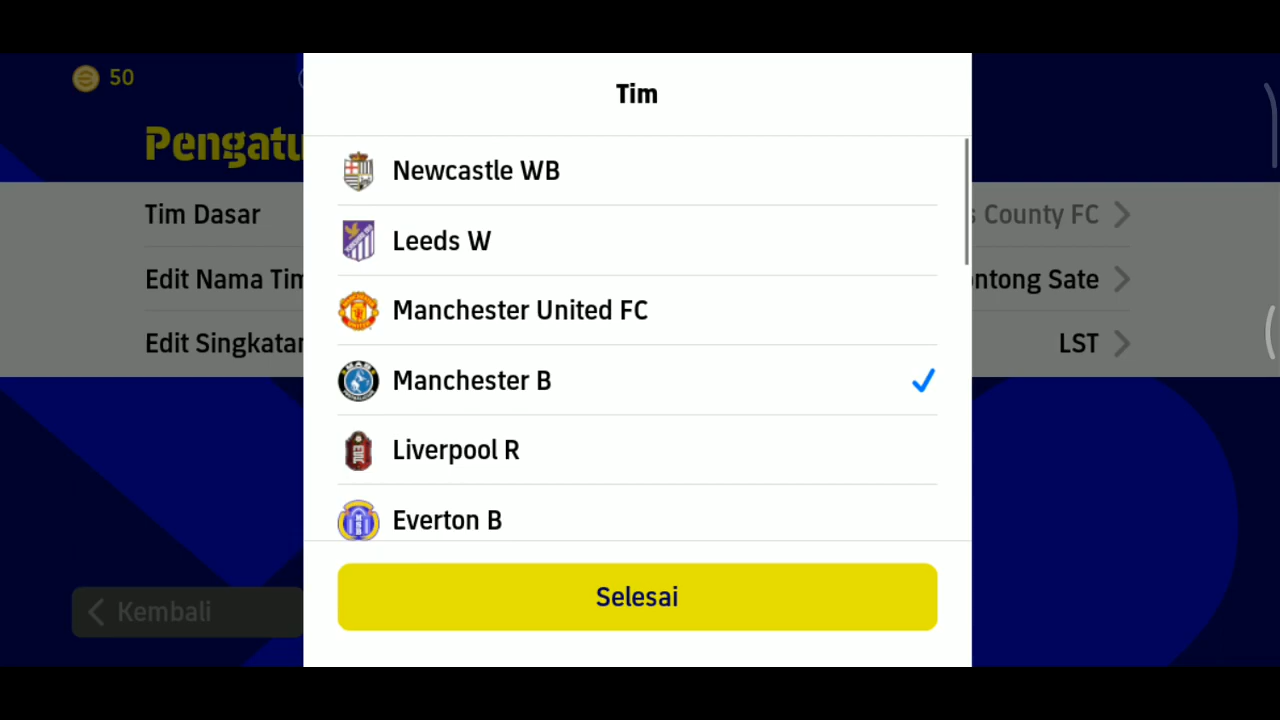 50
Tim
Pengatu
Newcastle WB
Tim Dasar
County FC
Leeds W
Edit Nama Tim
ntong Sate
Manchester United FC
Edit Singkatan
LST
Manchester B
Liverpool R
Everton B
Selesai
Kembali